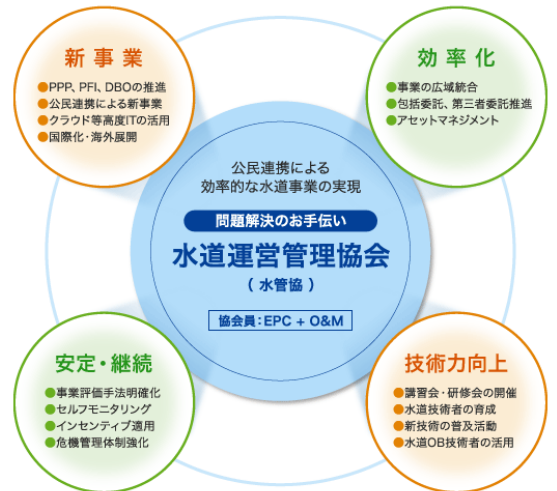 新事業
●PPP、PFI、DBOの推進
●公民連携による新事業
●クラウド等高度ITの活用
●国際化・海外展開
効率化
●事業の広域統合
●包括委託、第三者委託推進
●アセットマネジメント
公民連携による
効率的な水道事業の実現
問題解決のお手伝い
水道運営管理協会
( 水管協 )
協会員:EPC + O&M
安定・継続
●事業評価手法明確化
●セルフモニタリング
●インセンティブ適用
●危機管理体制強化
技術力向上
●講習会・研修会の開催
●水道技術者の育成
●新技術の普及活動
●水道OB技術者の活用